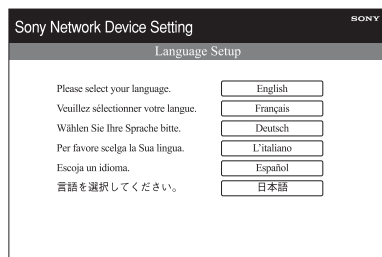 Sony Network Device Setting SONY
Language Setup
Please select your language. English
Veuillez sélectionner votre langue. Français
Wählen Sie Ihre Sprache bitte. Deutsch
Per favore scelga la Sua lingua. L'italiano
Escoja un idioma. Español
言語を選択してください。 日本語